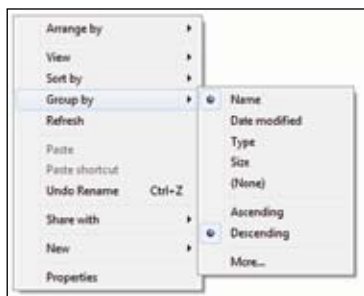 Arrange by
View
Sort by
Group by
Refresh
Paste
Paste shortcut
Undo Rename Ctrl+Z
Share with
New
Properties
Name
Date modified
Type
Size
(None)
Ascending
Descending
More...